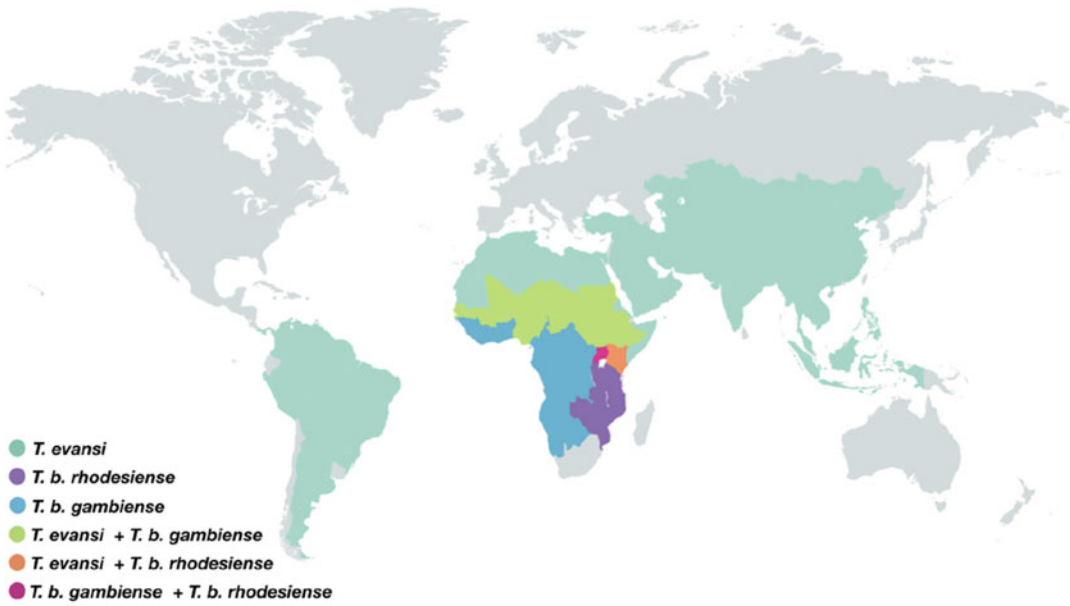 T. evansi
T. b. rhodesiense
T. b. gambiense
T. evansi + T. b. gambiense
T. evansi + T. b. rhodesiense
T. b. gambiense + T. b. rhodesiense